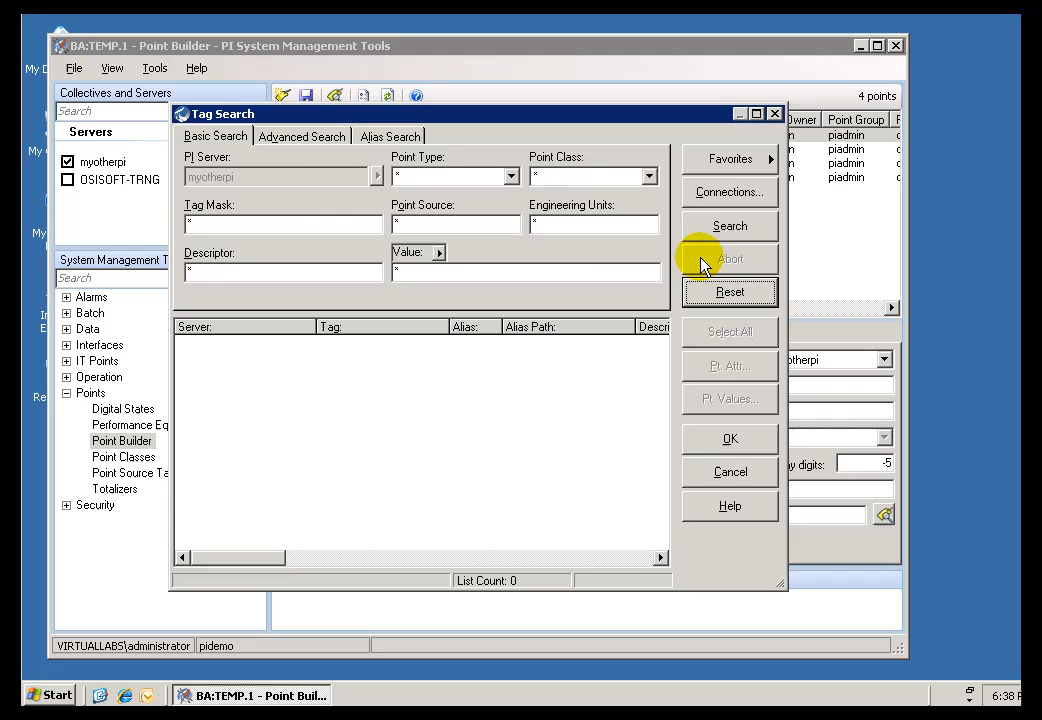 BA:TEMP.1 - Point Builder - PI System Management Tools
File View Tools Help
Collectives and Servers
Search
Servers
myotherpi
OSISOFT-TRNG
4 points
Owner Point Group
piadmin
piadmin
piadmin
piadmin
Tag Search
Basic Search Advanced Search Alias Search
PI Server: Point Type: Point Class:
myotherpi * *
Tag Mask: Point Source: Engineering Units:
* * *
Descriptor: Value:
* *
Favorites
Connections...
Search
Abort
Reset
Select All
Pt. Attr...
Pt. Values...
OK
Cancel
Help
Server: Tag: Alias: Alias Path: Descri
List Count: 0
System Management T
Search
Alarms
Batch
Data
Interfaces
IT Points
Operation
Points
Digital States
Performance Eq
Point Builder
Point Classes
Point Source Ta
Totalizers
Security
otherpi
ay digits: -5
VIRTUALLABS\administrator pidemo
Start BA:TEMP.1 - Point Buil... 6:38